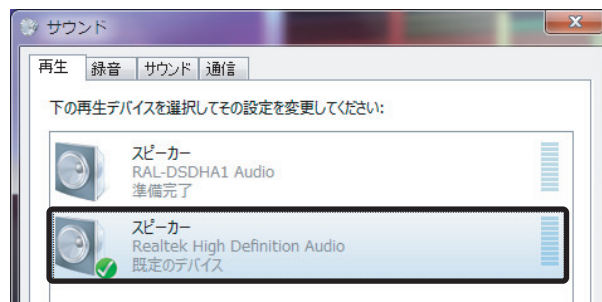 サウンド
再生 録音 サウンド 通信
下の再生デバイスを選択してその設定を変更してください:
スピーカー
RAL-DSDHA1 Audio
準備完了
スピーカー
Realtek High Definition Audio
既定のデバイス